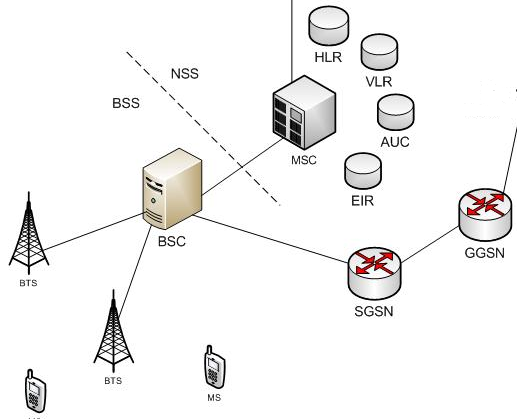 HLR
VLR
NSS
BSS
AUC
MSC
EIR
BSC
GGSN
BTS
SGSN
BTS
MS